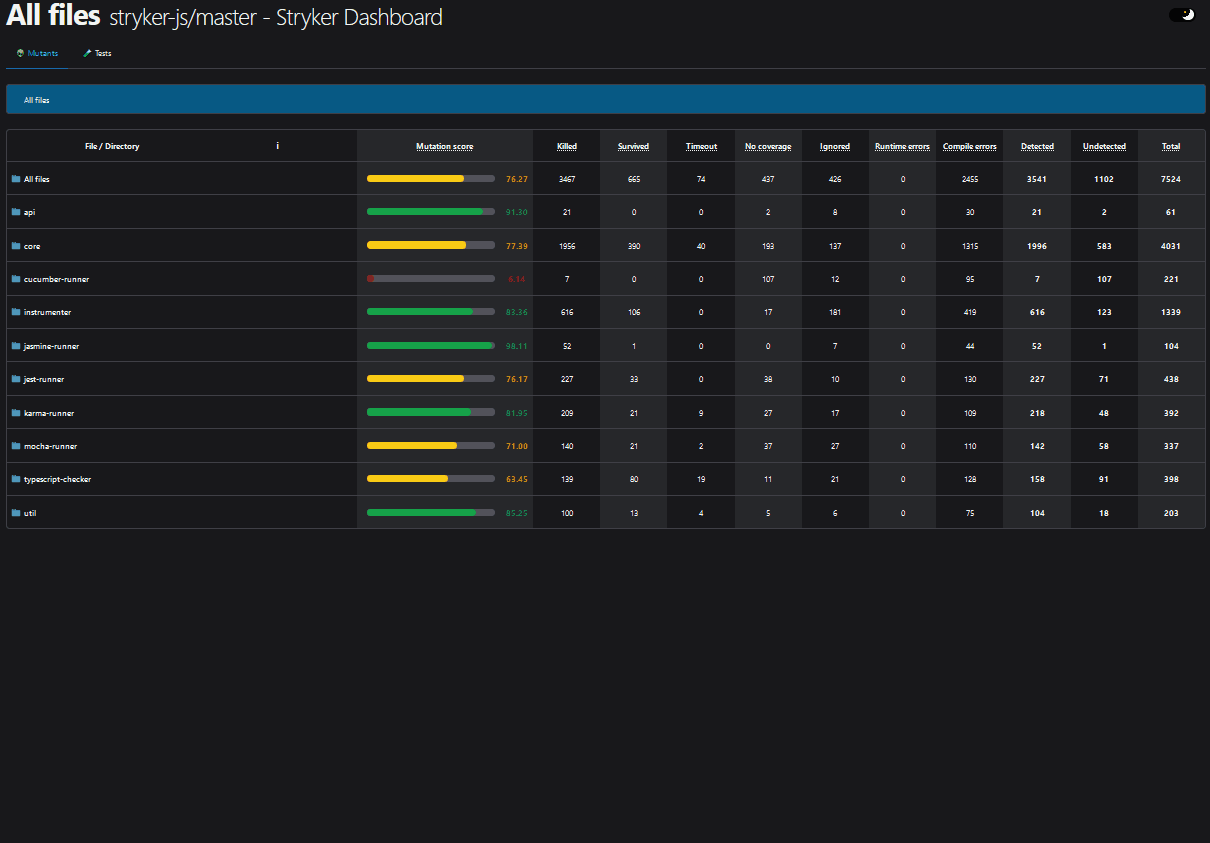 All files stryker-js/master - Stryker Dashboard
Mutants Tests
All files
File / Directory i Mutation score Killed Survived Timeout No coverage Ignored Runtime errors Compile errors Detected Undetected Total
All files 76.27 3467 665 74 437 426 0 2455 3541 1102 7524
api 91.30 21 0 0 2 8 0 30 21 2 61
core 77.39 1956 390 40 193 137 0 1315 1996 583 4031
cucumber-runner 6.14 7 0 0 107 12 0 95 7 107 221
instrumenter 83.36 616 106 0 17 181 0 419 616 123 1339
jasmine-runner 98.11 52 1 0 0 7 0 44 52 1 104
jest-runner 76.17 227 33 0 38 10 0 130 227 71 438
karma-runner 81.95 209 21 9 27 17 0 109 218 48 392
mocha-runner 71.00 140 21 2 37 27 0 110 142 58 337
typescript-checker 63.45 139 80 19 11 21 0 128 158 91 398
util 85.25 100 13 4 5 6 0 75 104 18 203